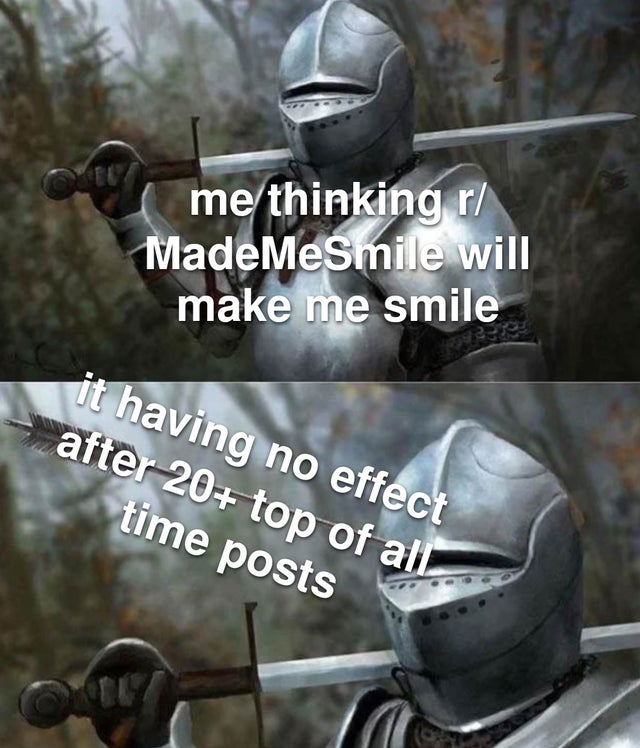 me thinking r/
MadeMeSmile will
make me smile
it having no effect
after 20+ top of all
time posts